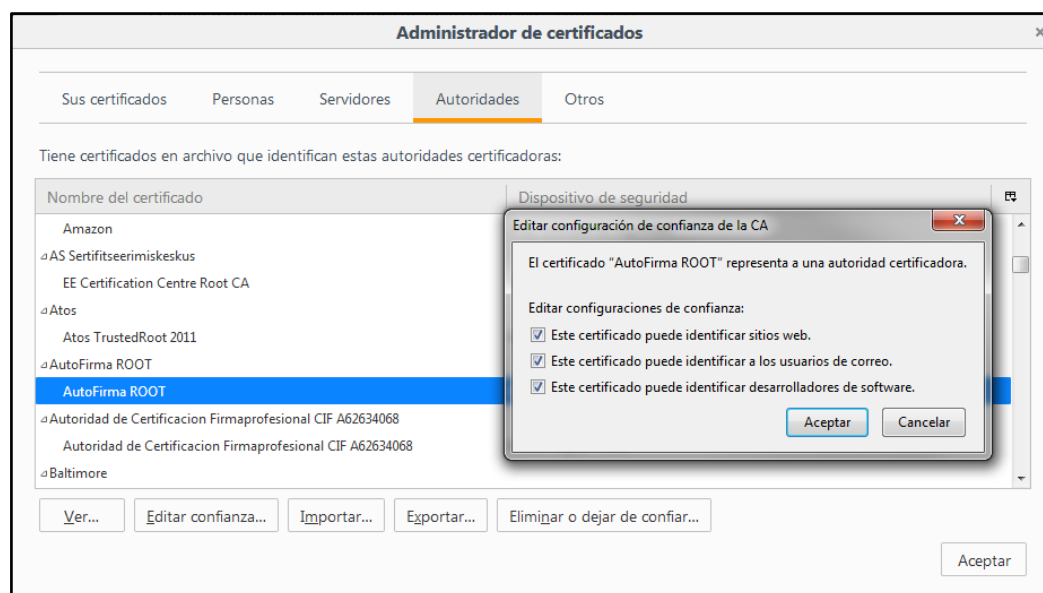 Administrador de certificados
Sus certificados Personas Servidores Autoridades Otros
Tiene certificados en archivo que identifican estas autoridades certificadoras:
Nombre del certificado Dispositivo de seguridad
Amazon
AS Sertifitseerimiskeskus
EE Certification Centre Root CA
Atos
Atos TrustedRoot 2011
AutoFirma ROOT
AutoFirma ROOT
Autoridad de Certificacion Firmaprofesional CIF A62634068
Autoridad de Certificacion Firmaprofesional CIF A62634068
Baltimore
Editar configuración de confianza de la CA
El certificado "AutoFirma ROOT" representa a una autoridad certificadora.
Editar configuraciones de confianza:
Este certificado puede identificar sitios web.
Este certificado puede identificar a los usuarios de correo.
Este certificado puede identificar desarrolladores de software.
Aceptar Cancelar
Ver... Editar confianza... Importar... Exportar... Eliminar o dejar de confiar...
Aceptar